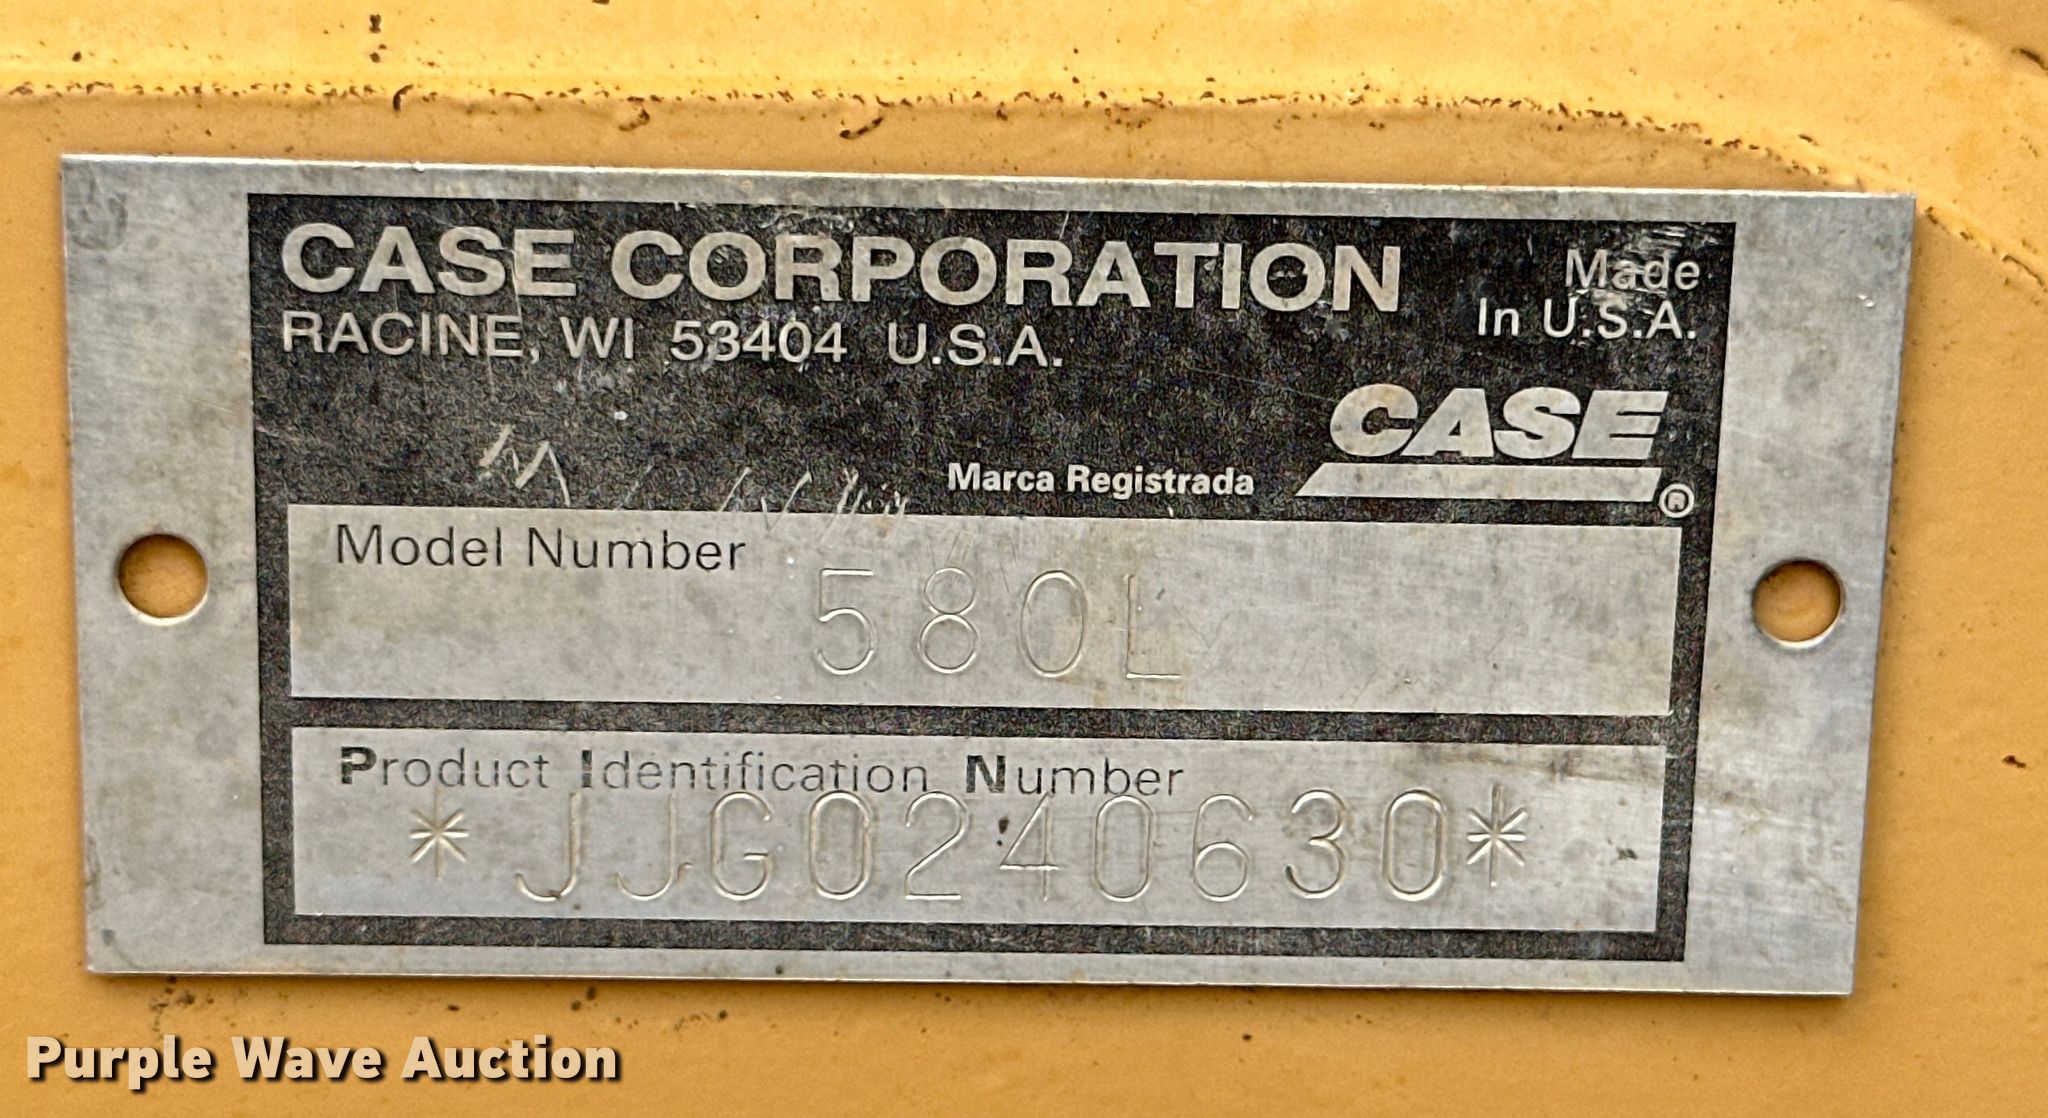 CASE CORPORATION
RACINE, WI 53404 U.S.A.
Made
In U.S.A.
Marca Registrada
CASE
®
Model Number
580L
Product Identification Number
*JJG0240630*
Purple Wave Auction